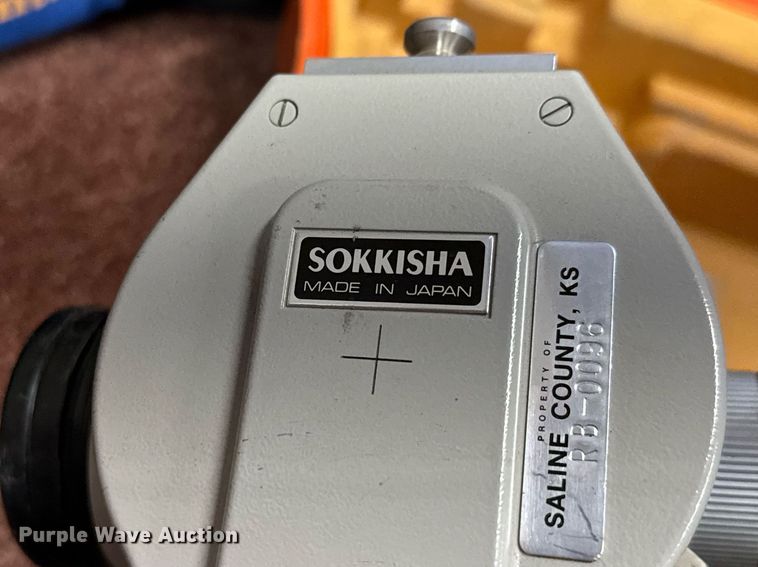 SOKKISHA
MADE IN JAPAN
PROPERTY OF
SALINE COUNTY, KS
RB-0096
Purple Wave Auction